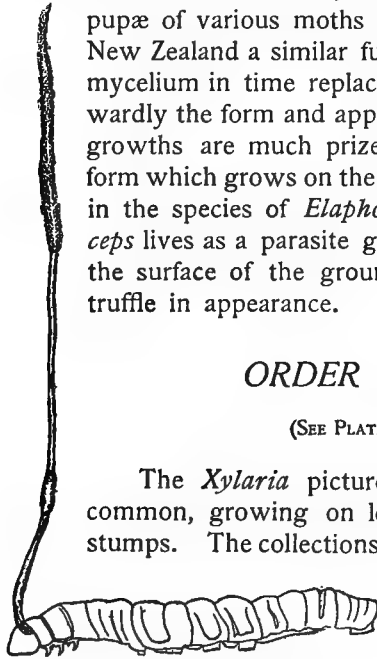 pupæ of various moths
New Zealand a similar
mycelium in time
wardly the form and
growths are much
form which grows on the
in the species of
ceps lives as a parasite
the surface of the
truffle in appearance.
ORDER
(SEE
The Xylaria
common, growing on
stumps. The collections